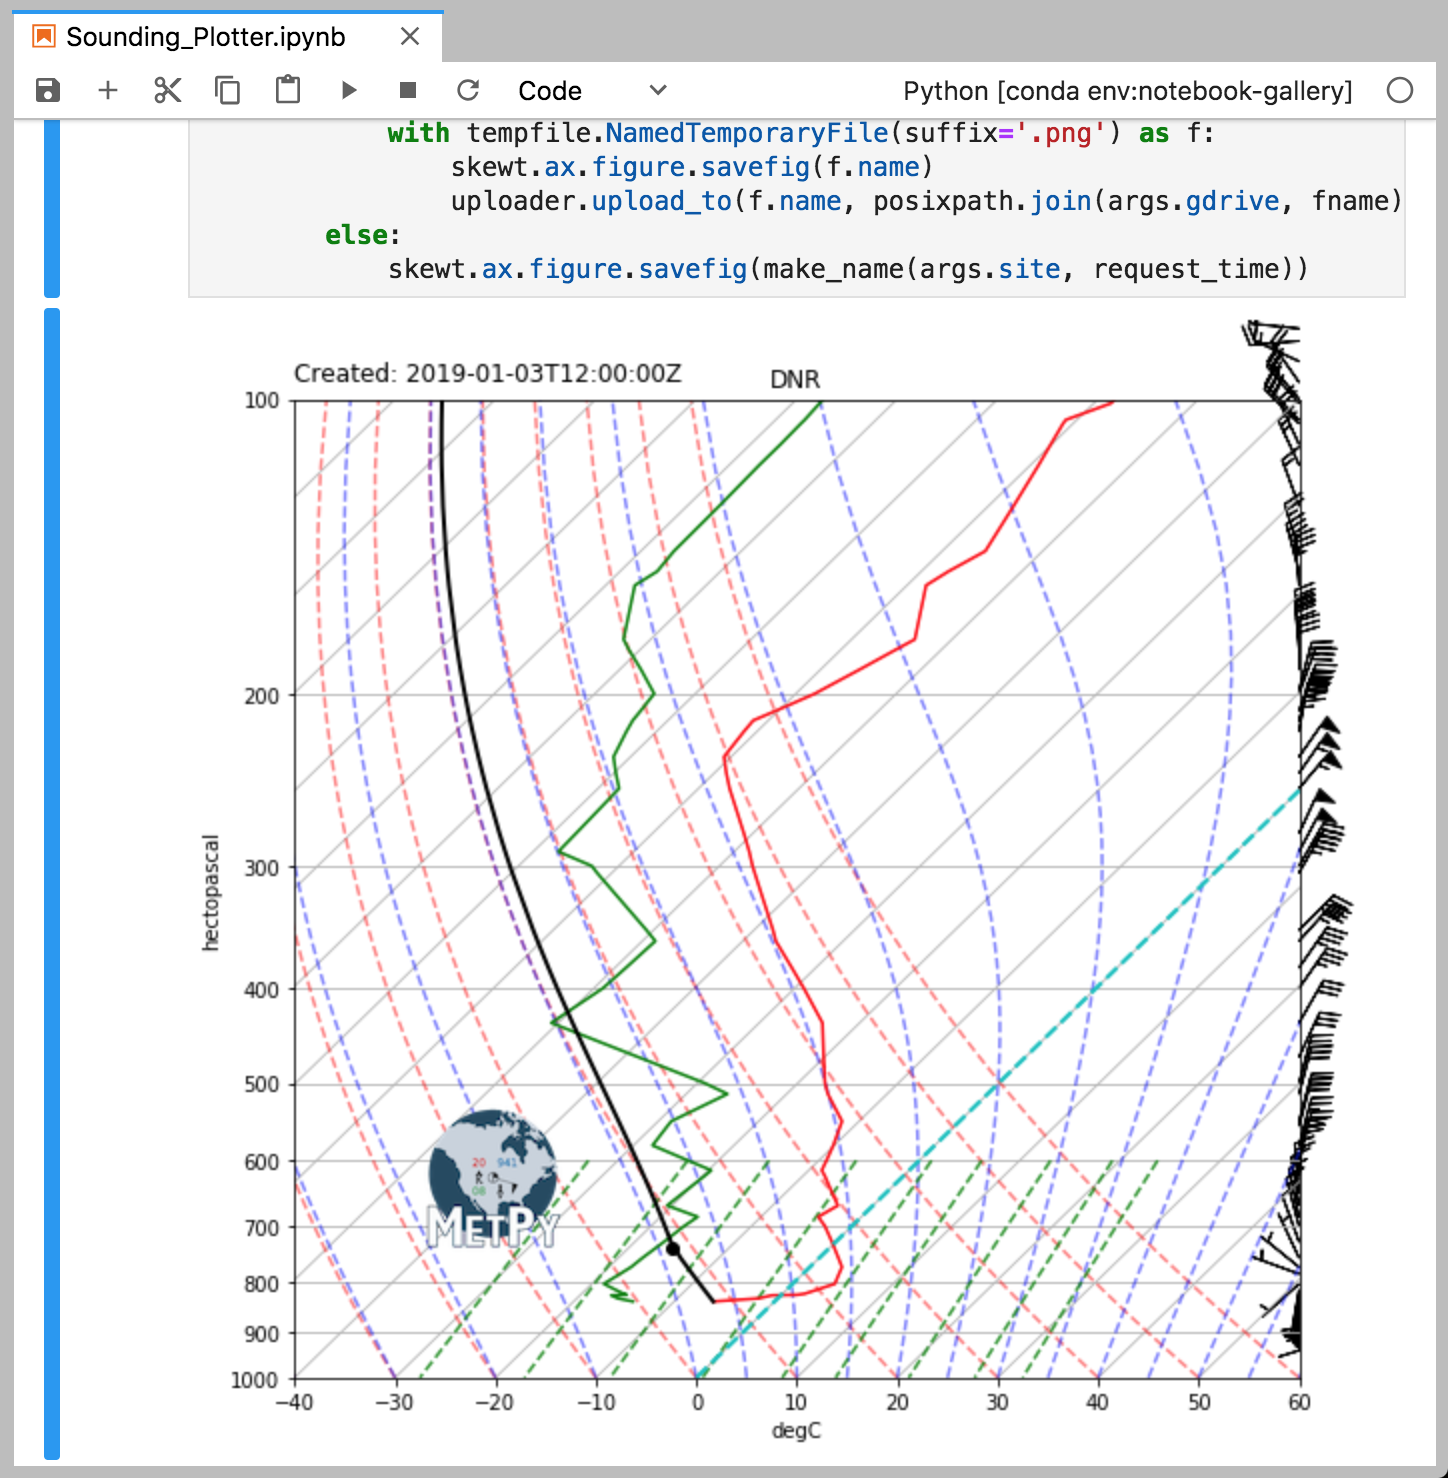 Sounding_Plotter.ipynb
Code
Python [conda env:notebook-gallery]
with tempfile.NamedTemporaryFile(suffix='.png') as f:
skewt.ax.figure.savefig(f.name)
uploader.upload_to(f.name, posixpath.join(args.gdrive, fname)
else:
skewt.ax.figure.savefig(make_name(args.site, request_time))
Created: 2019-01-03T12:00:00Z
DNR
100
200
300
400
500
600
700
800
900
1000
hectopascal
20 941
08
METPY
−40 −30 −20 −10 0 10 20 30 40 50 60
degC